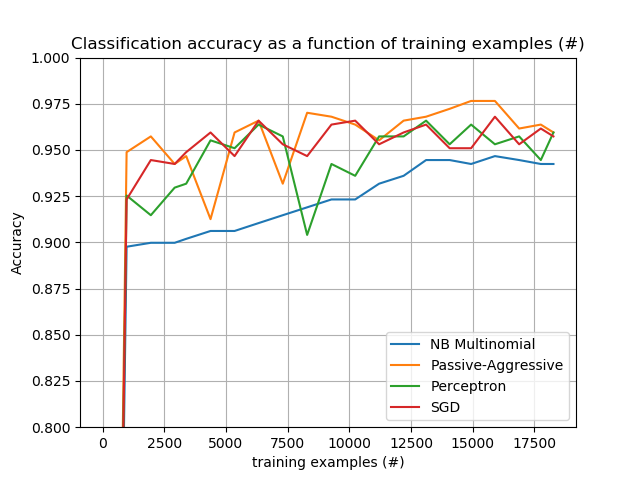 Classification accuracy as a function of training examples (#)
1.000
0.975
0.950
0.925
0.900
0.875
0.850
0.825
0.800
Accuracy
NB Multinomial
Passive-Aggressive
Perceptron
SGD
0 2500 5000 7500 10000 12500 15000 17500
training examples (#)